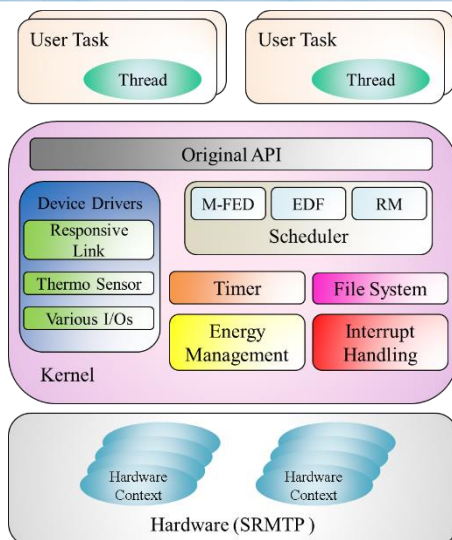 User Task
User Task
Thread
Thread
Original API
Device Drivers
Responsive
Link
Thermo Sensor
Various I/Os
M-FED
EDF
RM
Scheduler
Timer
File System
Energy
Management
Interrupt
Handling
Kernel
Hardware
Context
Hardware
Context
Hardware (SRMTP )